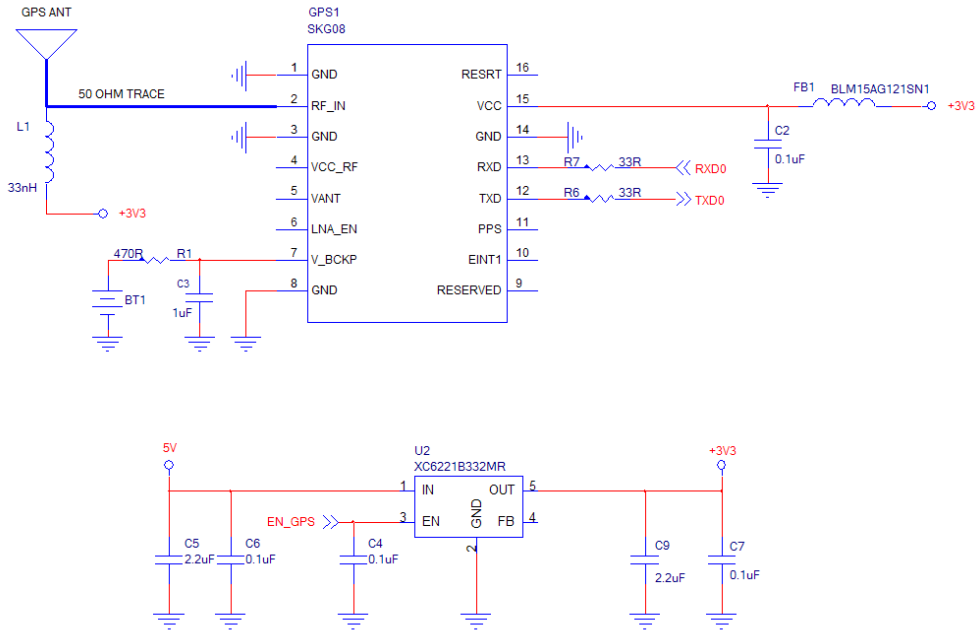 GPS ANT
GPS1
SKG08
1 GND RESRT 16
50 OHM TRACE
2 RF_IN VCC 15
FB1 BLM15AG121SN1
+3V3
L1
3 GND GND 14
C2
0.1uF
4 VCC_RF RXD 13 R7 33R RXD0
33nH
5 VANT TXD 12 R6 33R TXD0
+3V3
6 LNA_EN PPS 11
470R R1
7 V_BCKP EINT1 10
8 GND RESERVED 9
C3
1uF
BT1
U2
XC6221B332MR
5V
+3V3
1 IN OUT 5
EN_GPS
3 EN GND FB 4
2
C5
2.2uF
C6
0.1uF
C4
0.1uF
C9
2.2uF
C7
0.1uF